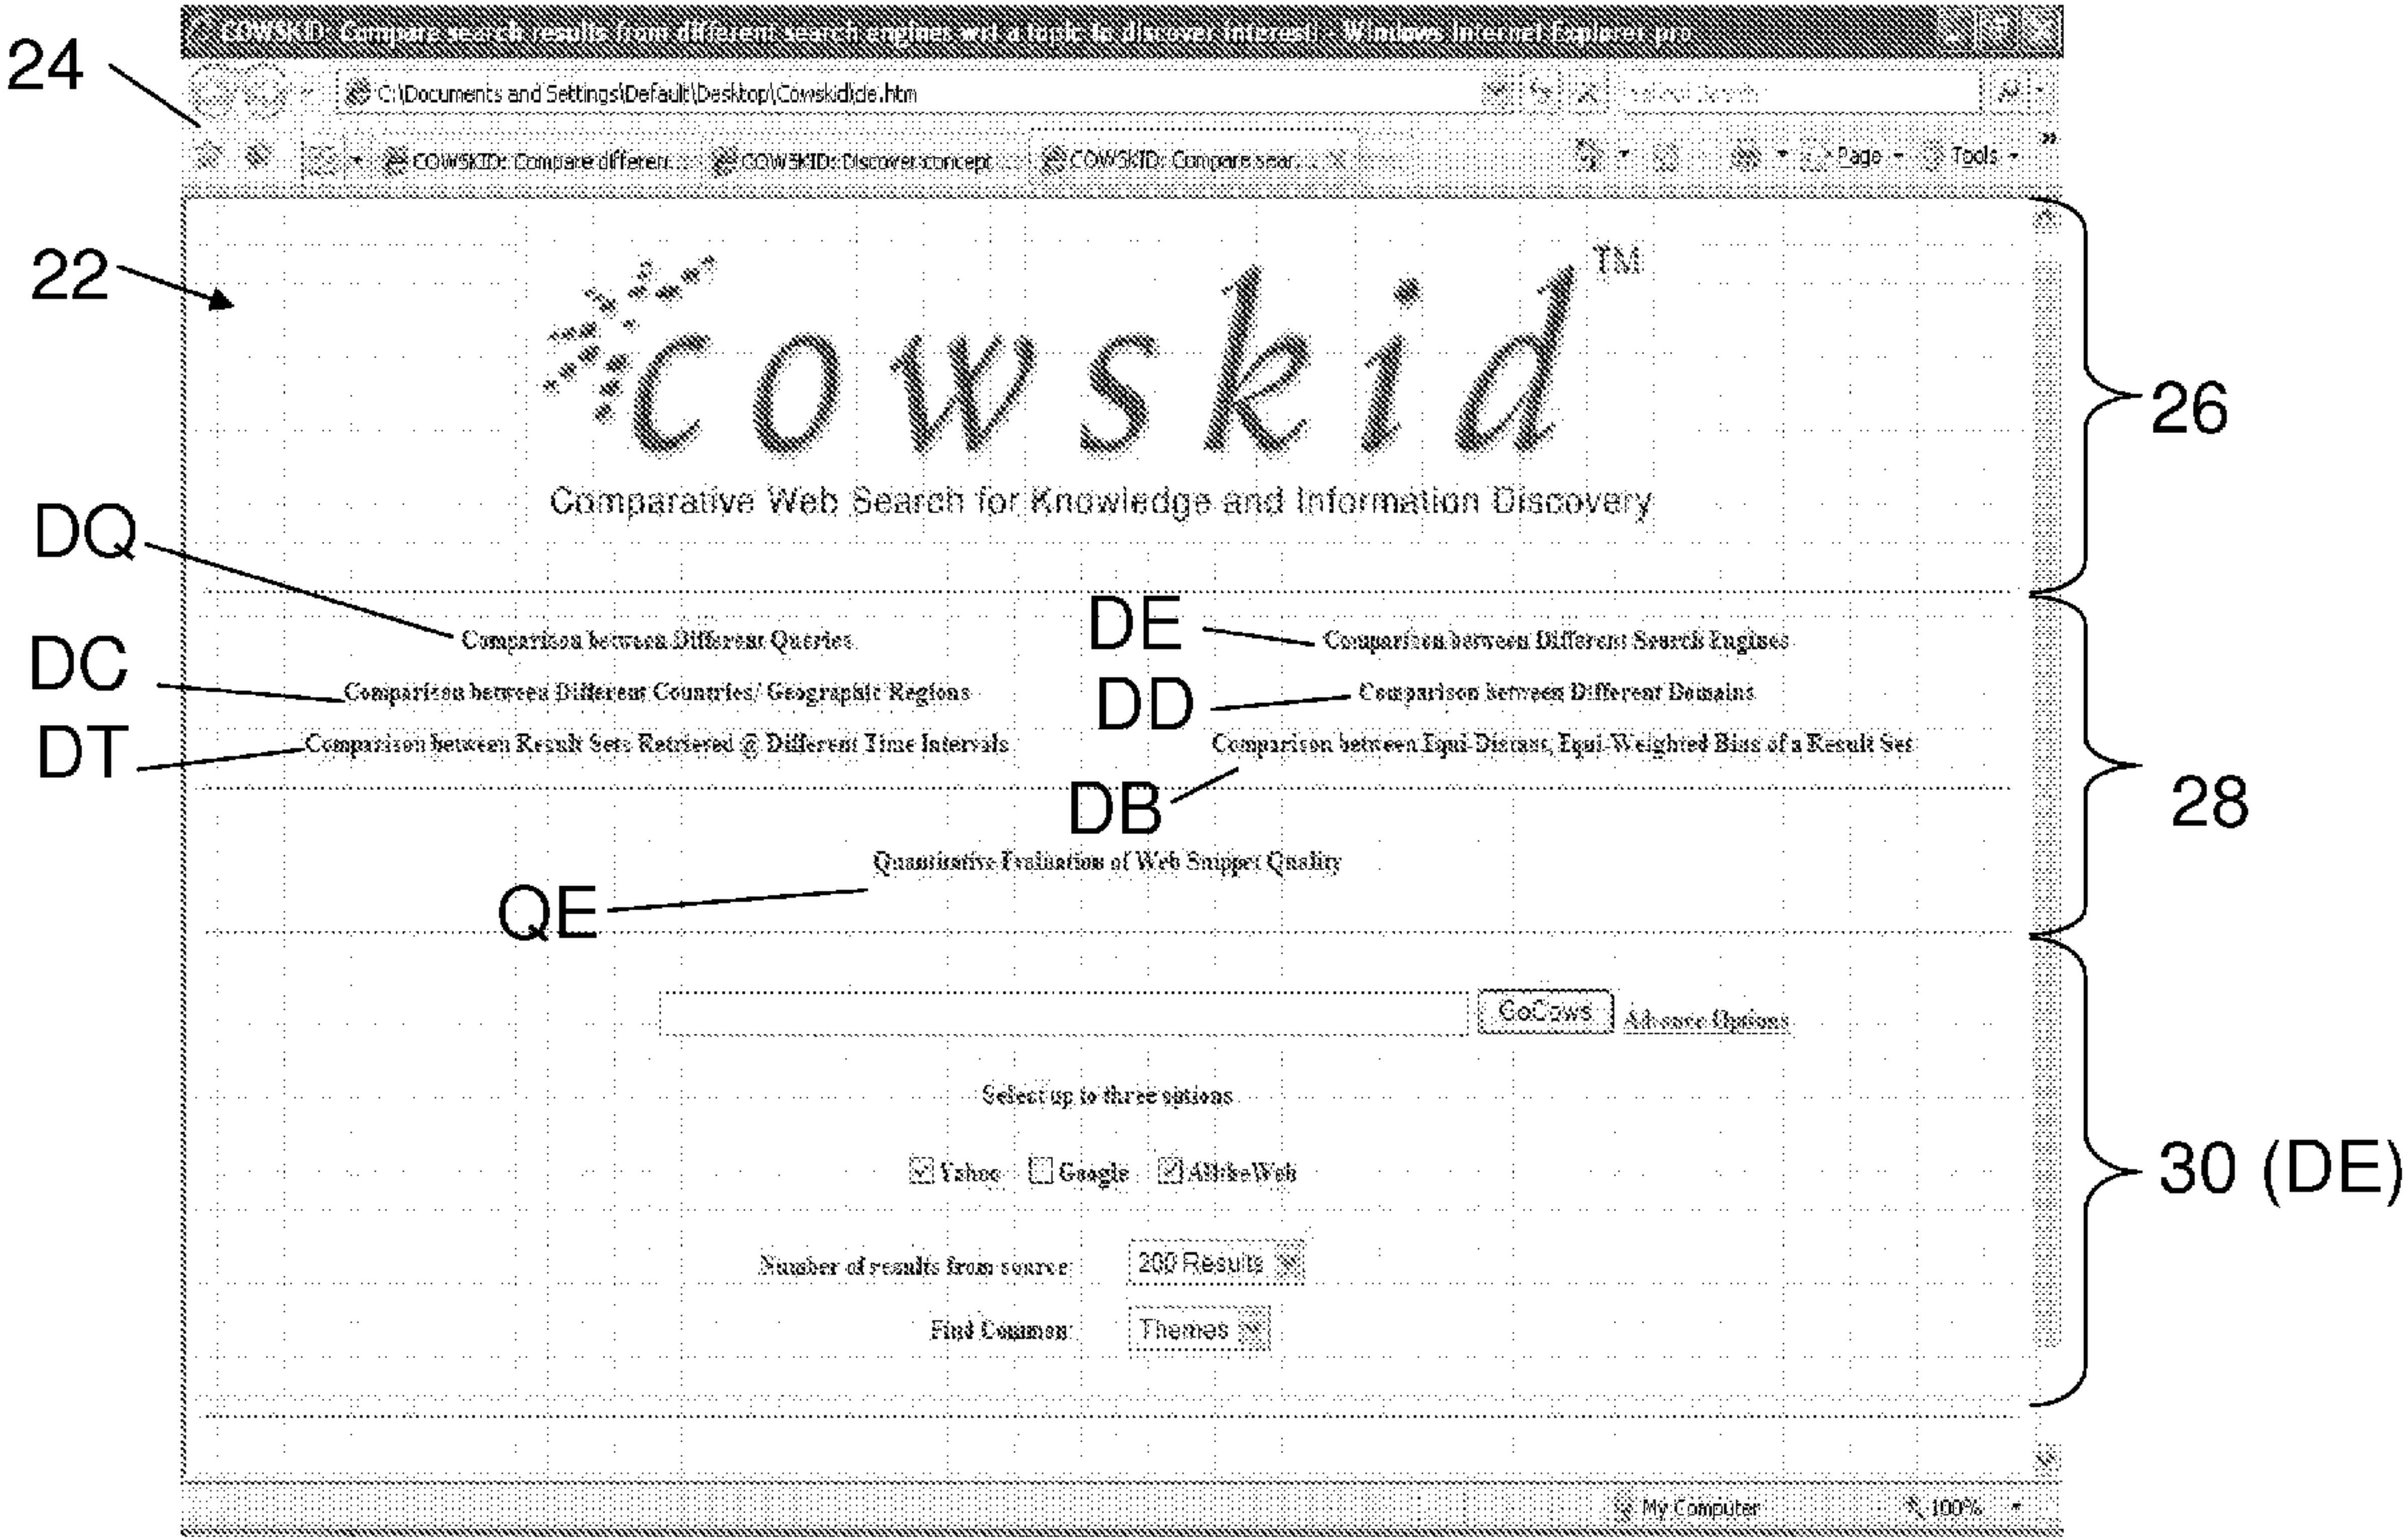 COWSKID: Compare search results from different search engines wrt a topic to discover interesti - Windows Internet Explorer pro
24
C:\Documents and Settings\Default\Desktop\Cowskid\de.htm
COWSKID: Compare differen... COWSKID: Discover concept ... COWSKID: Compare sear... Page Tools »
22
cowskid TM
26
Comparative Web Search for Knowledge and Information Discovery
DQ
Comparison between Different Queries
DE
Comparison between Different Search Engines
DC
Comparison between Different Countries/ Geographic Regions
DD
Comparison between Different Domains
DT
Comparison between Result Sets Retrieved @ Different Time Intervals
Comparison between Equi-Distant, Equi-Weighted Bins of a Result Set
DB
28
Quantitative Evaluation of Web Snippet Quality
QE
GoCows Advance Options
Select up to three options
Yahoo Google AlltheWeb
30 (DE)
Number of results from source: 200 Results
Find Common: Themes
My Computer 100%